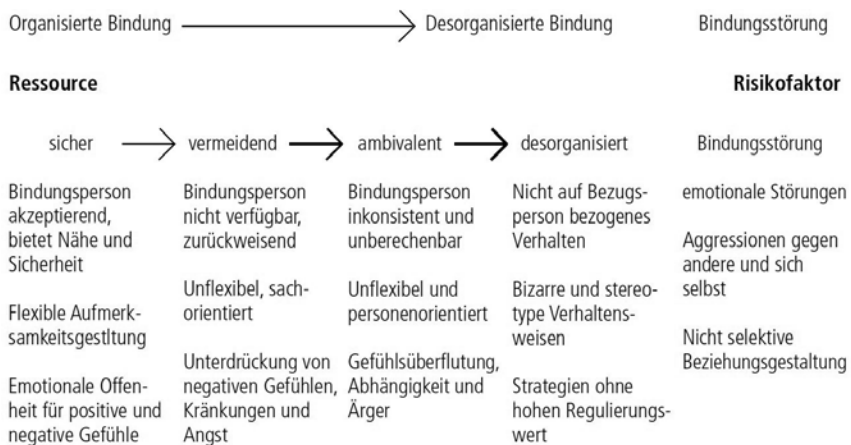 Organisierte Bindung Desorganisierte Bindung Bindungsstörung
Ressource Risikofaktor
sicher vermeidend ambivalent desorganisiert Bindungsstörung
Bindungsperson
akzeptierend,
bietet Nähe und
Sicherheit
Flexible Aufmerk-
samkeitsgestltung
Emotionale Offen-
heit für positive und
negative Gefühle
Bindungsperson
nicht verfügbar,
zurückweisend
Unflexibel, sach-
orientiert
Unterdrückung von
negativen Gefühlen,
Kränkungen und
Angst
Bindungsperson
inkonsistent und
unberechenbar
Unflexibel und
personenorientiert
Gefühlsüberflutung,
Abhängigkeit und
Ärger
Nicht auf Bezugs-
person bezogenes
Verhalten
Bizarre und stereo-
type Verhaltens-
weisen
Strategien ohne
hohen Regulierungs-
wert
emotionale Störungen
Aggressionen gegen
andere und sich
selbst
Nicht selektive
Beziehungsgestaltung